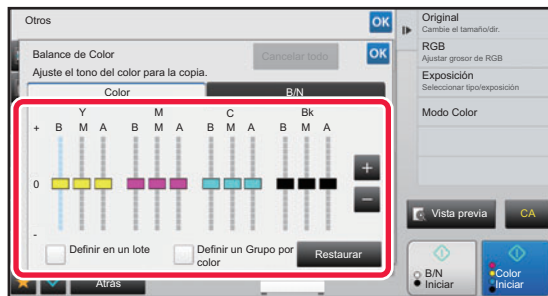 Otros
OK
Balance de Color
Cancelar todo
OK
Ajuste el tono del color para la copia.
Color
B/N
Y M C Bk
+ B M A B M A B M A B M A
+
0
-
-
Definir en un lote
Definir un Grupo por
color
Restaurar
Atrás
Original
Cambie el tamaño/dir.
RGB
Ajustar grosor de RGB
Exposición
Seleccionar tipo/exposición
Modo Color
Vista previa
CA
B/N
Iniciar
Color
Iniciar